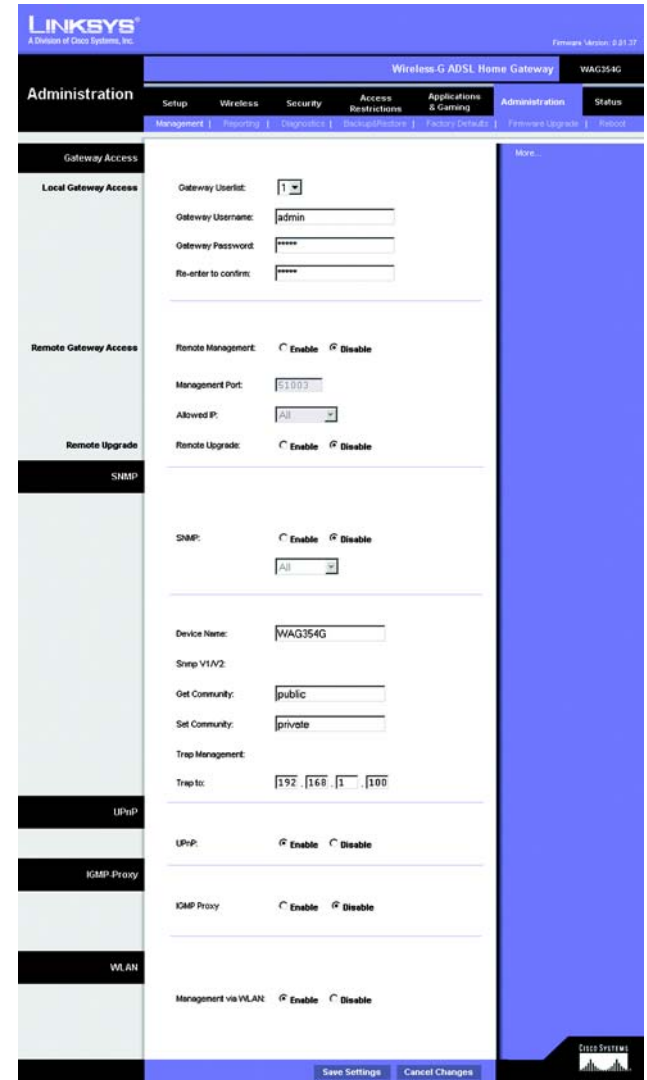 LINKSYS®
A Division of Cisco Systems, Inc.
Firmware Version: 0.01.37
Wireless-G ADSL Home Gateway WAG354G
Administration
Setup Wireless Security Access Restrictions Applications & Gaming Administration Status
Management | Reporting | Diagnostics | Backup&Restore | Factory Defaults | Firmware Upgrade | Reboot
Gateway Access
More...
Local Gateway Access
Gateway Userlist: 1
Gateway Username: admin
Gateway Password: *****
Re-enter to confirm: *****
Remote Gateway Access
Remote Management: Enable Disable
Management Port: 51003
Allowed IP: All
Remote Upgrade
Remote Upgrade: Enable Disable
SNMP
SNMP: Enable Disable
All
Device Name: WAG354G
Snmp V1/V2:
Get Community: public
Set Community: private
Trap Management:
Trap to: 192 . 168 . 1 . 100
UPnP
UPnP: Enable Disable
IGMP-Proxy
IGMP Proxy Enable Disable
WLAN
Management via WLAN: Enable Disable
Save Settings Cancel Changes
CISCO SYSTEMS